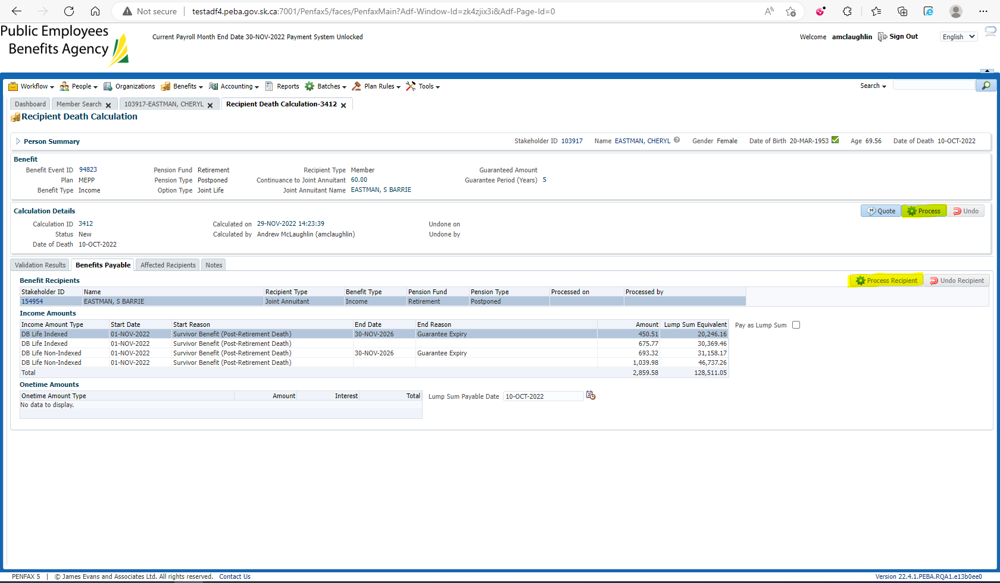 Not secure | testadf4.peba.gov.sk.ca:7001/Penfax5/faces/PenfaxMain?Adf-Window-Id=zk4zjix3i&Adf-Page-Id=0
Public Employees
Benefits Agency
Current Payroll Month End Date 30-NOV-2022 Payment System Unlocked
Welcome amclaughlin Sign Out English
Workflow People Organizations Benefits Accounting Reports Batches Plan Rules Tools Search
Dashboard Member Search 103917-EASTMAN, CHERYL Recipient Death Calculation-3412
Recipient Death Calculation
Person Summary Stakeholder ID 103917 Name EASTMAN, CHERYL Gender Female Date of Birth 20-MAR-1953 Age 69.56 Date of Death 10-OCT-2022
Benefit
Benefit Event ID 94823 Pension Fund Retirement Recipient Type Member Guaranteed Amount
Plan MEPP Pension Type Postponed Continuance to Joint Annuitant 60.00 Guarantee Period (Years) 5
Benefit Type Income Option Type Joint Life Joint Annuitant Name EASTMAN, S BARRIE
Calculation Details Quote Process Undo
Calculation ID 3412 Calculated on 29-NOV-2022 14:23:39 Undone on
Status New Calculated by Andrew McLaughlin (amclaughlin) Undone by
Date of Death 10-OCT-2022
Validation Results Benefits Payable Affected Recipients Notes
Benefit Recipients Process Recipient Undo Recipient
Stakeholder ID Name Recipient Type Benefit Type Pension Fund Pension Type Processed on Processed by
154954 EASTMAN, S BARRIE Joint Annuitant Income Retirement Postponed
Income Amounts
Income Amount Type Start Date Start Reason End Date End Reason Amount Lump Sum Equivalent Pay as Lump Sum
DB Life Indexed 01-NOV-2022 Survivor Benefit (Post-Retirement Death) 30-NOV-2026 Guarantee Expiry 450.51 20,246.16
DB Life Indexed 01-NOV-2022 Survivor Benefit (Post-Retirement Death) 675.77 30,369.46
DB Life Non-Indexed 01-NOV-2022 Survivor Benefit (Post-Retirement Death) 30-NOV-2026 Guarantee Expiry 693.32 31,158.17
DB Life Non-Indexed 01-NOV-2022 Survivor Benefit (Post-Retirement Death) 1,039.98 46,737.26
Total 2,859.58 128,511.05
Onetime Amounts
Onetime Amount Type Amount Interest Total Lump Sum Payable Date 10-OCT-2022
No data to display.
PENFAX 5 | © James Evans and Associates Ltd. All rights reserved. Contact Us Version 22.4.1.PEBA.RQA1.e13b0ee0